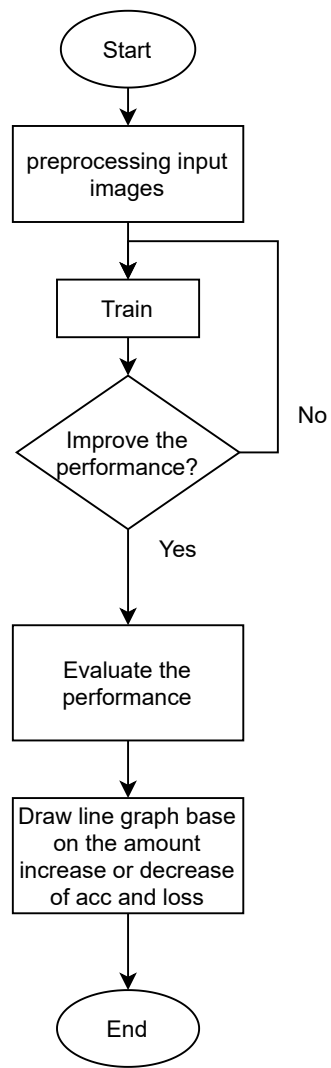 Start
preprocessing input
images
Train
Improve the
performance?
No
Yes
Evaluate the
performance
Draw line graph base
on the amount
increase or decrease
of acc and loss
End